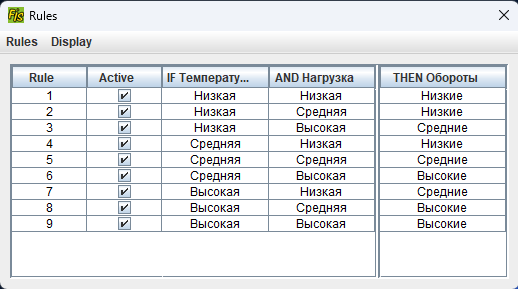 Fis Rules
Rules Display
Rule Active IF Температу... AND Нагрузка THEN Обороты
1 Низкая Низкая Низкие
2 Низкая Средняя Низкие
3 Низкая Высокая Средние
4 Средняя Низкая Низкие
5 Средняя Средняя Средние
6 Средняя Высокая Высокие
7 Высокая Низкая Средние
8 Высокая Средняя Высокие
9 Высокая Высокая Высокие